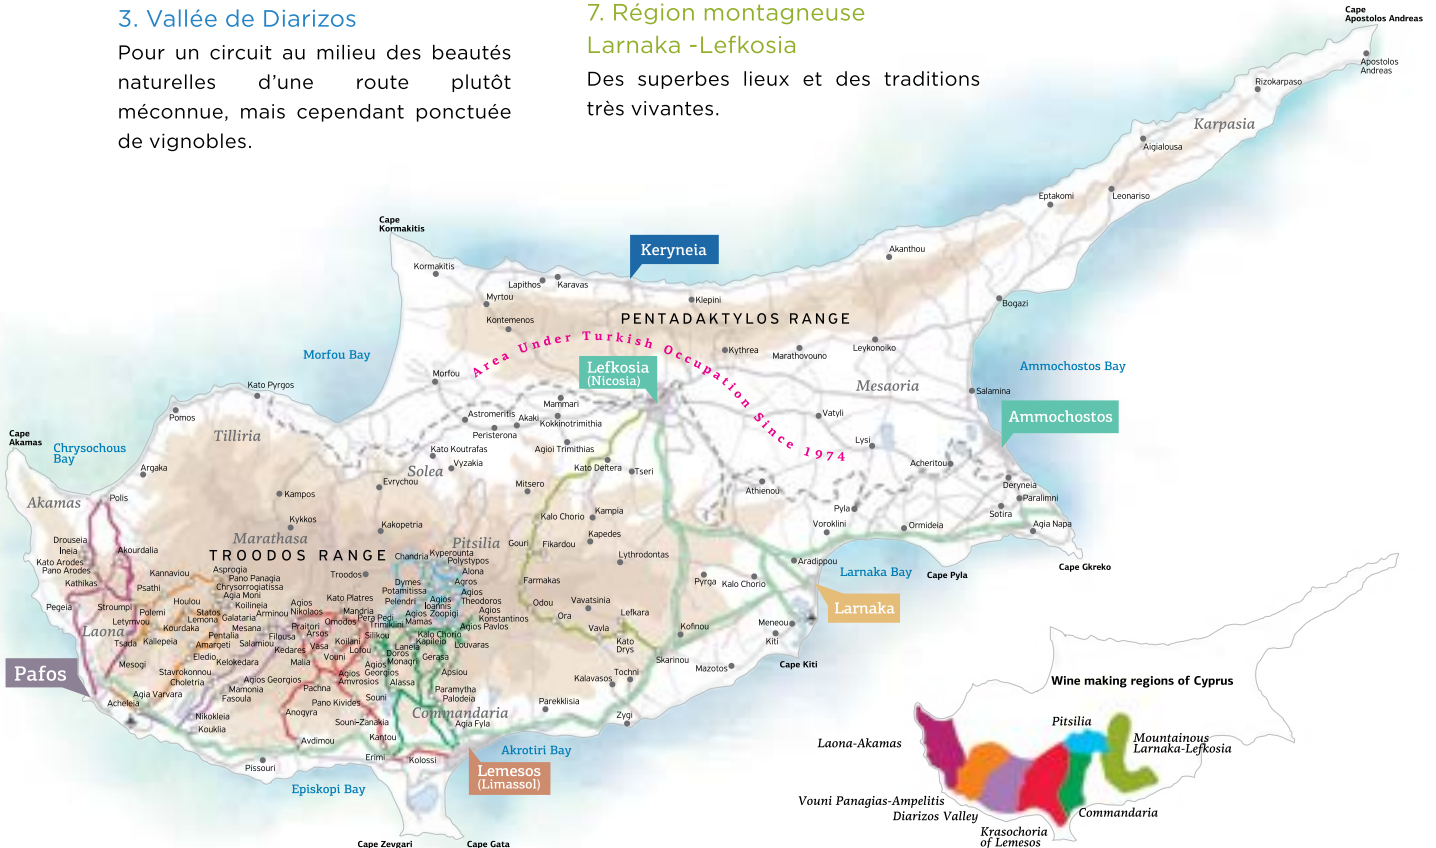 3. Vallée de Diarizos
Pour un circuit au milieu des beautés
naturelles d'une route plutôt
méconnue, mais cependant ponctuée
de vignobles.
7. Région montagneuse
Larnaka -Lefkosia
Des superbes lieux et des traditions
très vivantes.
Cape
Apostolos Andreas
Apostolos
Andreas
Rizokarpaso
Karpasia
Aigialousa
Leonariso
Eptakomi
Cape
Kormakitis
Keryneia
Akanthou
Kormakitis
Lapithos
Karavas
Myrtou
Klepini
Bogazi
Kontemenos
PENTADAKTYLOS RANGE
Area Under Turkish Occupation Since 1974
Morfou Bay
Kythrea
Marathovouno
Leykonoiko
Lefkosia
(Nicosia)
Ammochostos Bay
Morfou
Mesaoria
Salamina
Kato Pyrgos
Pomos
Mammari
Astromeritis
Akaki
Kokkinotrimithia
Vatyli
Ammochostos
Cape
Akamas
Chrysochous
Bay
Tilliria
Peristerona
Agioi Trimithias
Lysi
Kato Koutrafas
Vyzakia
Solea
Kato Deftera
Tseri
Acheritou
Argaka
Evrychou
Mitsero
Athienou
Deryneia
Paralimni
Akamas
Polis
Kampos
Pyla
Sotira
Kykkos
Kakopetria
Kalo Chorio
Kampia
Voroklini
Ormideia
Agia Napa
Marathasa
Pitsilia
Gouri
Fikardou
Kapedes
Drouseia
Ineia
Akourdalia
TROODOS RANGE
Chandria
Kyperounta
Polystypos
Lythrodontas
Aradippou
Larnaka Bay
Cape Pyla
Cape Gkreko
Kato Arodes
Pano Arodes
Kathikas
Kannaviou
Asprogia
Pano Panagia
Chrysorrogiatissa
Agia Moni
Troodos
Alona
Agros
Dymes
Potamitissa
Farmakas
Pyrga
Kalo Chorio
Psathi
Pegeia
Stroumpi
Houlou
Koilineia
Statos
Agios
Nikolaos
Kato Platres
Pelendri
Agios
Ioannis
Agios
Theodoros
Odou
Vavatsinia
Larnaka
Letymvou
Polemi
Lemona
Galataria
Arminou
Mandria
Pera Pedi
Agios Zoopigi
Agios
Konstantinos
Ora
Lefkara
Meneou
Laona
Kourdaka
Mesana
Praitori
Omodos
Trimiklini
Mamas
Agios Pavlos
Vavla
Kofinou
Tsada
Kallepeia
Pentalia
Filousa
Arsos
Silikou
Kalo Chorio
Kapileio
Kiti
Amargeti
Salamiou
Kedares
Vasa
Koilani
Laneia
Louvaras
Kato
Drys
Mesogi
Eledio
Kelokedara
Malia
Vouni
Lofou
Doros
Monagri
Gerasa
Skarinou
Mazotos
Cape Kiti
Pafos
Stavrokonnou
Choletria
Agios Georgios
Agios
Amvrosios
Agios
Georgios
Apsiou
Kalavasos
Tochni
Agia Varvara
Mamonia
Fasoula
Pachna
Alassa
Paramytha
Palodeia
Acheleia
Pano Kivides
Souni
Parekklisia
Nikokleia
Anogyra
Souni-Zanakia
Commandaria
Agia Fyla
Zygi
Kouklia
Avdimou
Kantou
Akrotiri Bay
Pissouri
Erimi
Kolossi
Lemesos
(Limassol)
Episkopi Bay
Cape Zevgari
Cape Gata
Wine making regions of Cyprus
Pitsilia
Laona-Akamas
Mountainous
Larnaka-Lefkosia
Vouni Panagias-Ampelitis
Diarizos Valley
Commandaria
Krasochoria
of Lemesos